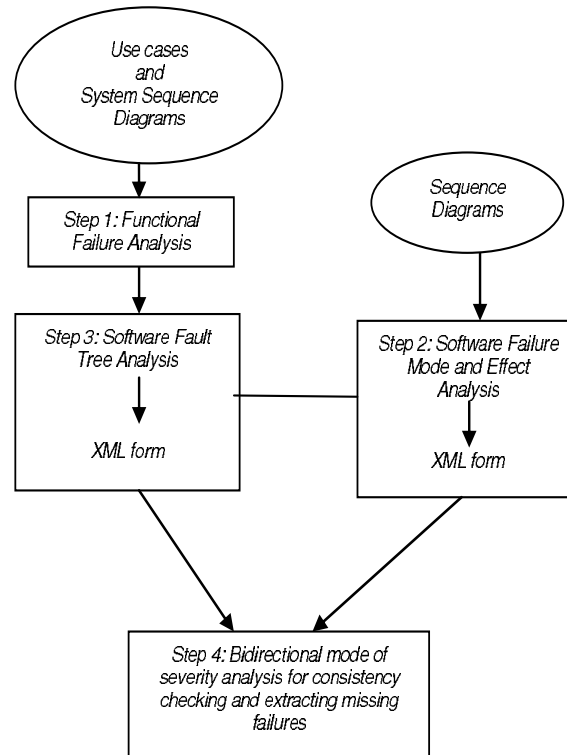 Use cases
and
System Sequence
Diagrams
Sequence
Diagrams
Step 1: Functional
Failure Analysis
Step 3: Software Fault
Tree Analysis
XML form
Step 2: Software Failure
Mode and Effect
Analysis
XML form
Step 4: Bidirectional mode of
severity analysis for consistency
checking and extracting missing
failures